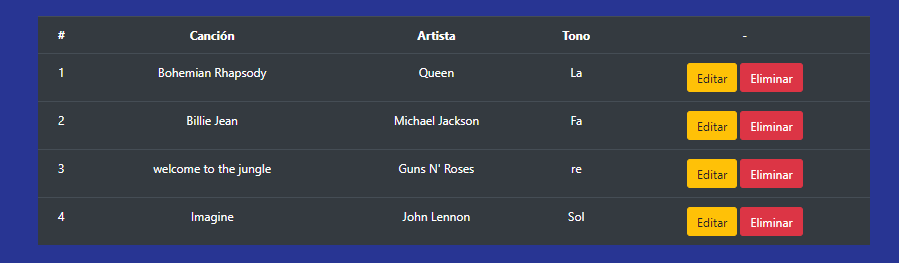 # Canción Artista Tono -
1 Bohemian Rhapsody Queen La Editar Eliminar
2 Billie Jean Michael Jackson Fa Editar Eliminar
3 welcome to the jungle Guns N' Roses re Editar Eliminar
4 Imagine John Lennon Sol Editar Eliminar